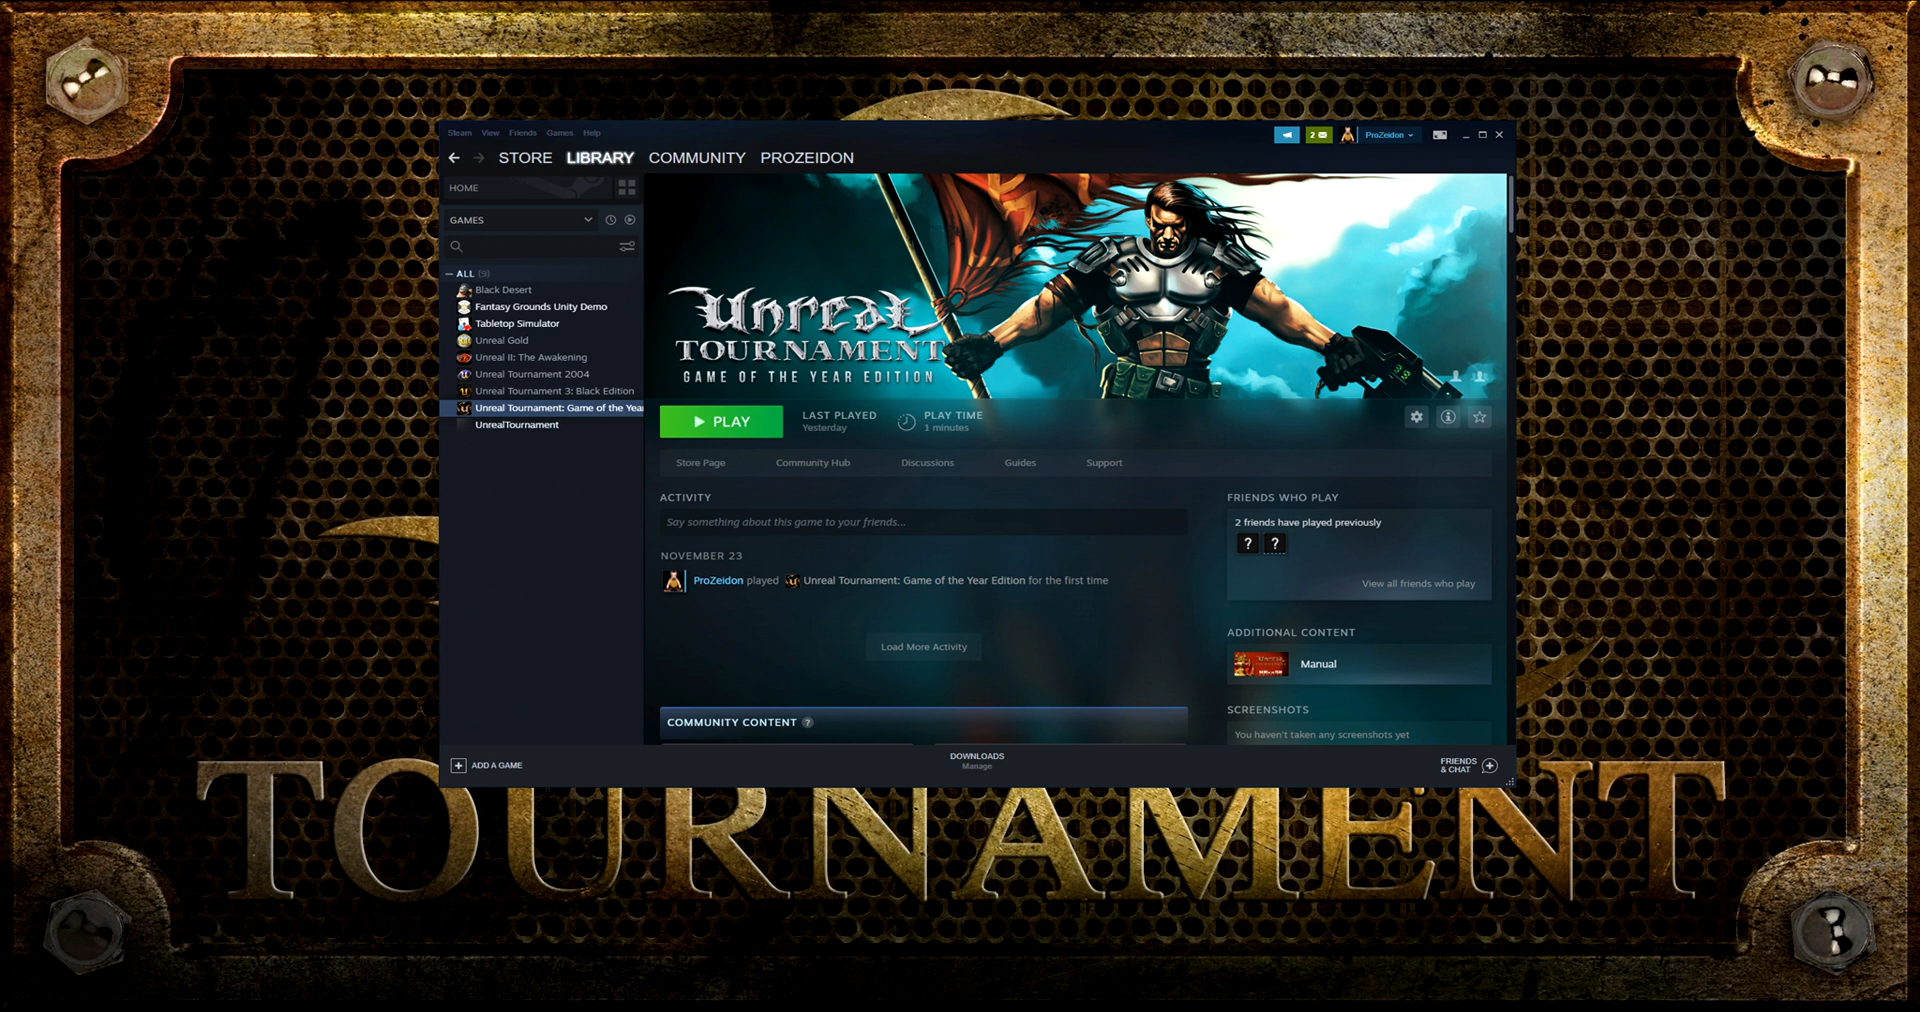 Steam View Friends Games Help
2
ProZeidon
STORE LIBRARY COMMUNITY PROZEIDON
HOME
GAMES
ALL (9)
Black Desert
Fantasy Grounds Unity Demo
Tabletop Simulator
Unreal Gold
Unreal II: The Awakening
Unreal Tournament 2004
Unreal Tournament 3: Black Edition
Unreal Tournament: Game of the Year
UnrealTournament
Unreal
TOURNAMENT
GAME OF THE YEAR EDITION
PLAY
LAST PLAYED
Yesterday
PLAY TIME
1 minutes
Store Page Community Hub Discussions Guides Support
ACTIVITY
Say something about this game to your friends...
NOVEMBER 23
ProZeidon played Unreal Tournament: Game of the Year Edition for the first time
Load More Activity
COMMUNITY CONTENT ?
FRIENDS WHO PLAY
2 friends have played previously
? ?
View all friends who play
ADDITIONAL CONTENT
Manual
SCREENSHOTS
You haven't taken any screenshots yet
ADD A GAME
DOWNLOADS
Manage
FRIENDS
& CHAT
TOURNAMENT